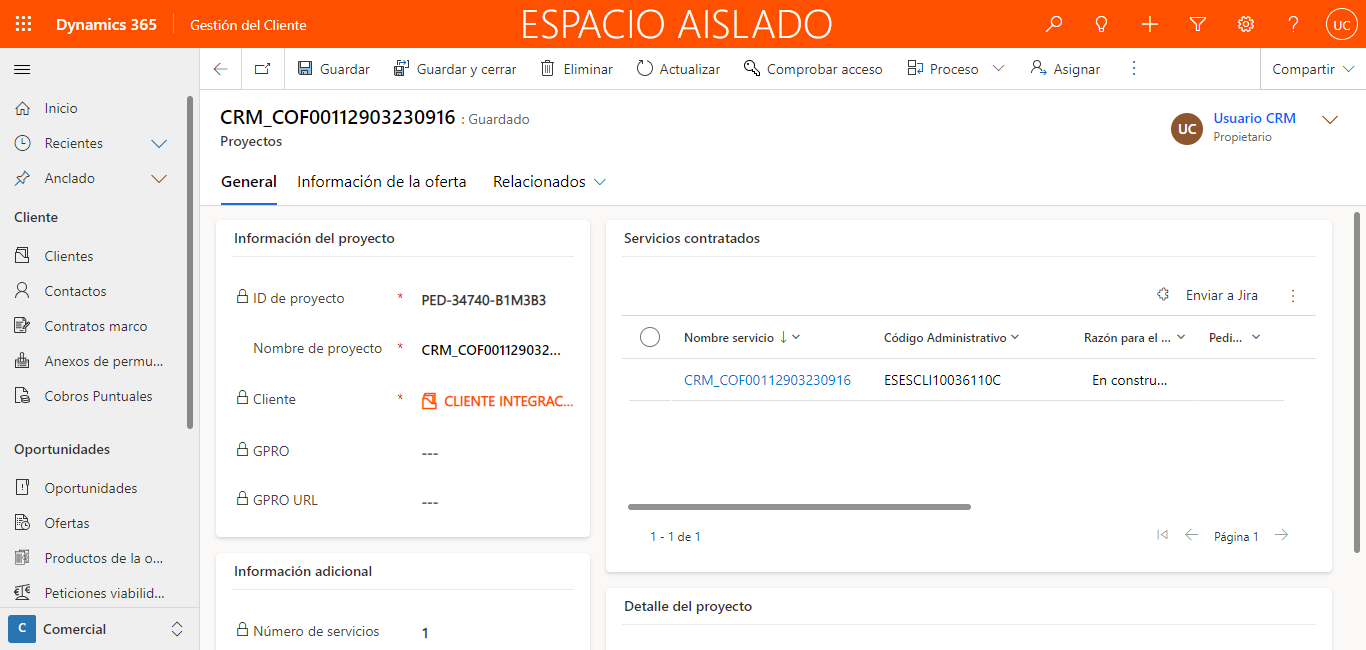 Dynamics 365
Gestión del Cliente
ESPACIO AISLADO
UC
Guardar
Guardar y cerrar
Eliminar
Actualizar
Comprobar acceso
Proceso
Asignar
Compartir
Inicio
Recientes
Anclado
Cliente
Clientes
Contactos
Contratos marco
Anexos de permu...
Cobros Puntuales
Oportunidades
Oportunidades
Ofertas
Productos de la o...
Peticiones viabilid...
C Comercial
CRM_COF00112903230916 : Guardado
Proyectos
UC
Usuario CRM
Propietario
General
Información de la oferta
Relacionados
Información del proyecto
ID de proyecto * PED-34740-B1M3B3
Nombre de proyecto * CRM_COF001129032...
Cliente * CLIENTE INTEGRAC...
GPRO ---
GPRO URL ---
Información adicional
Número de servicios 1
Servicios contratados
Enviar a Jira
Nombre servicio ↓ Código Administrativo Razón para el ... Pedi...
CRM_COF00112903230916 ESESCLI10036110C En constru...
1 - 1 de 1
Página 1
Detalle del proyecto